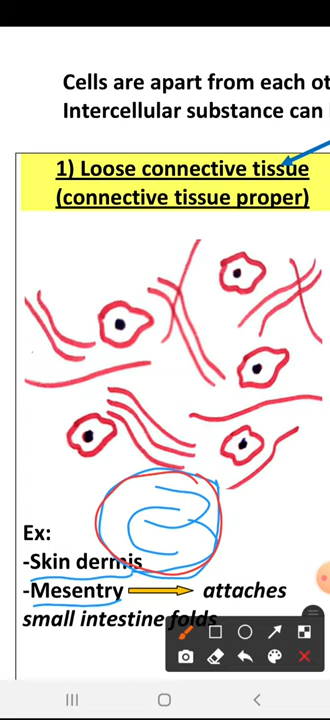 Cells are apart from each
Intercellular substance can
1) Loose connective tissue
(connective tissue proper)
Ex:
-Skin dermis
-Mesentry attaches
small intestine folds